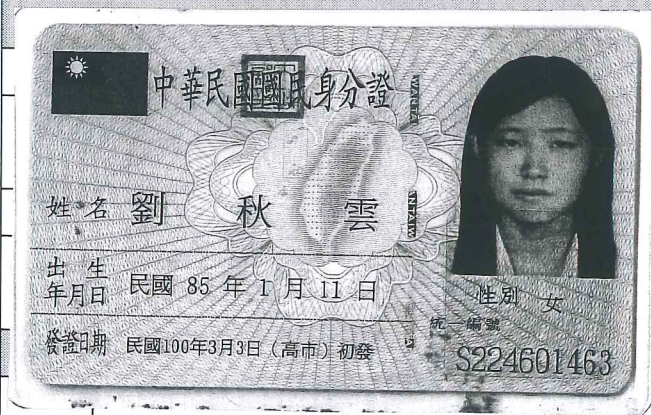 中華民國國民身分證
姓名 劉秋雲
出生年月日 民國 85 年 1 月 11 日
性別 女
發證日期 民國100年3月3日（高市）初發
統一編號
S224601463
TAIWAN
TAIWAN